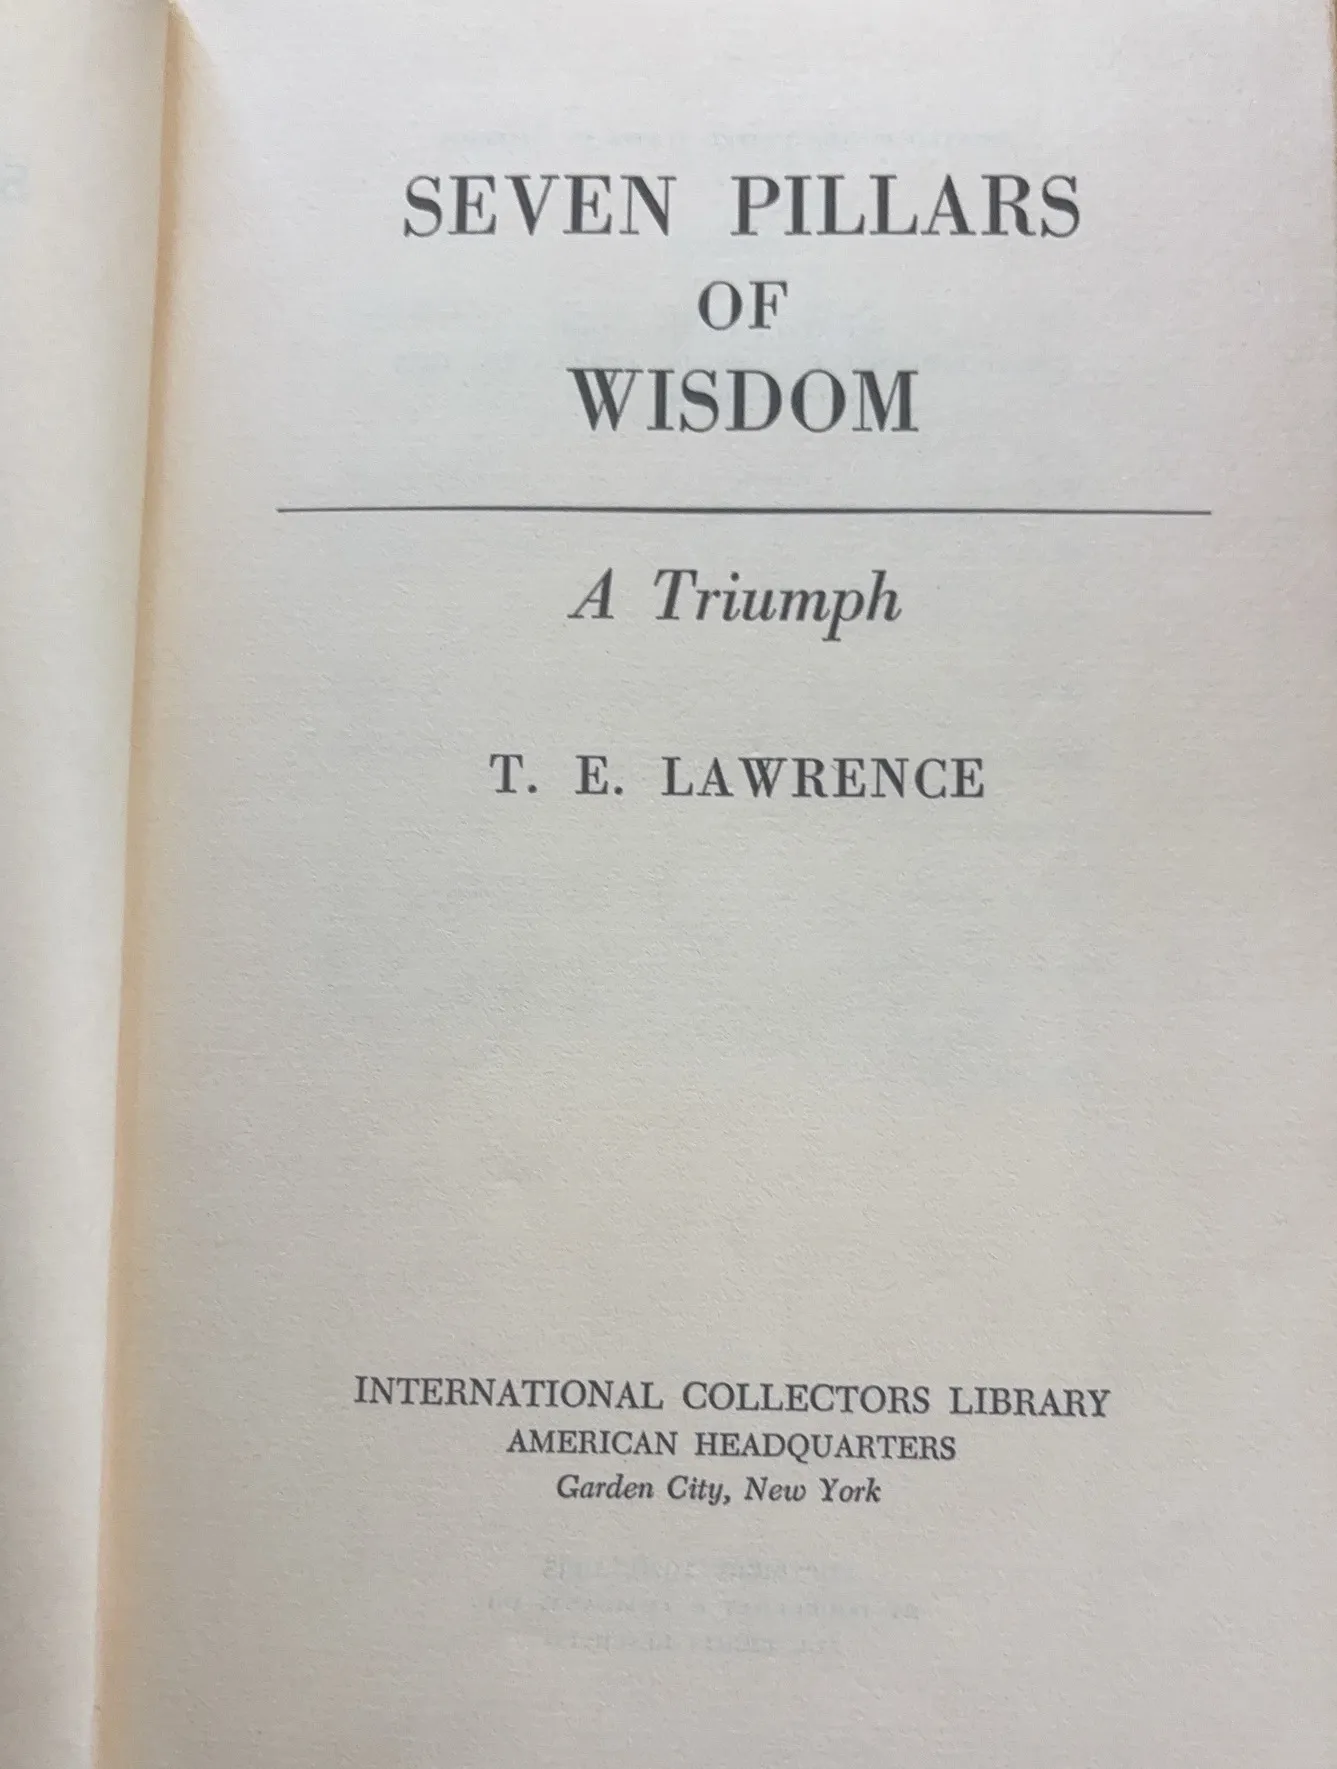 SEVEN PILLARS
OF
WISDOM
A Triumph
T. E. LAWRENCE
INTERNATIONAL COLLECTORS LIBRARY
AMERICAN HEADQUARTERS
Garden City, New York